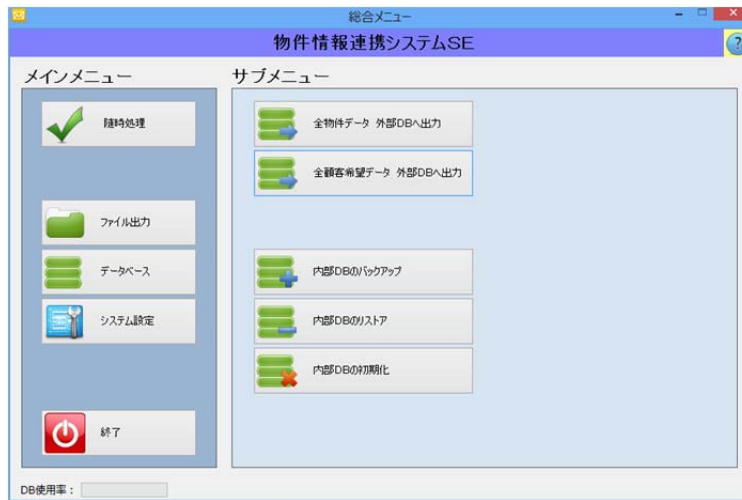 総合メニュー
物件情報連携システムSE
?
メインメニュー
サブメニュー
随時処理
ファイル出力
データベース
システム設定
終了
全物件データ 外部DBへ出力
全顧客希望データ 外部DBへ出力
内部DBのバックアップ
内部DBのリストア
内部DBの初期化
DB使用率：